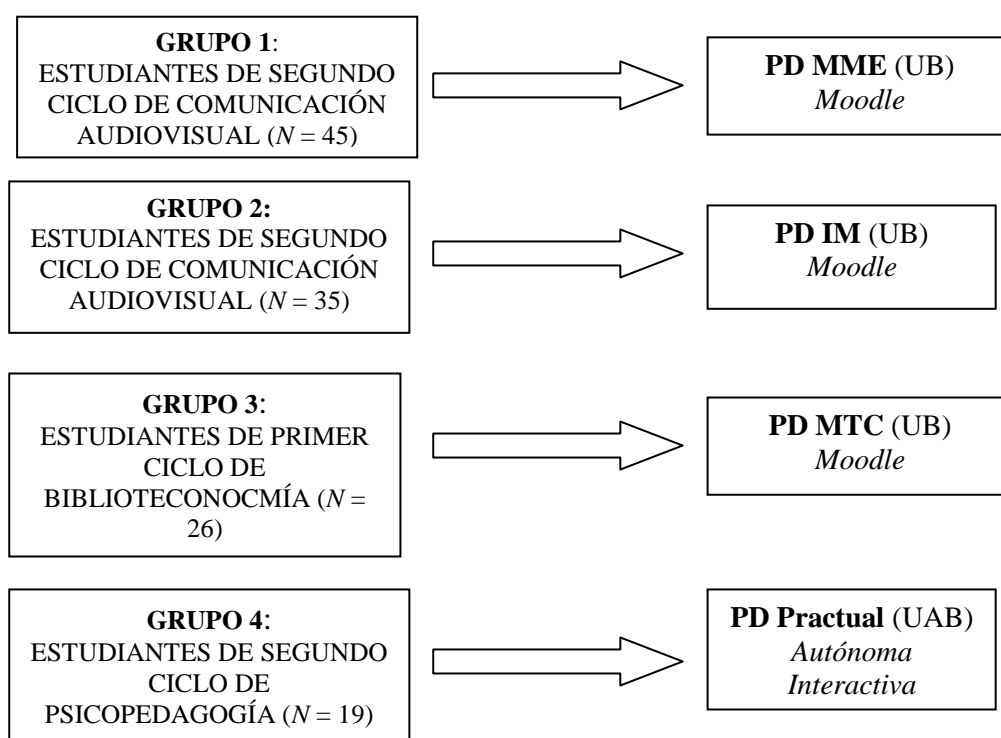 GRUPO 1:
ESTUDIANTES DE SEGUNDO
CICLO DE COMUNICACIÓN
AUDIOVISUAL (N = 45)
PD MME (UB)
Moodle
GRUPO 2:
ESTUDIANTES DE SEGUNDO
CICLO DE COMUNICACIÓN
AUDIOVISUAL (N = 35)
PD IM (UB)
Moodle
GRUPO 3:
ESTUDIANTES DE PRIMER
CICLO DE
BIBLIOTECONOCMÍA (N =
26)
PD MTC (UB)
Moodle
GRUPO 4:
ESTUDIANTES DE SEGUNDO
CICLO DE
PSICOPEDAGOGÍA (N = 19)
PD Practual (UAB)
Autónoma
Interactiva